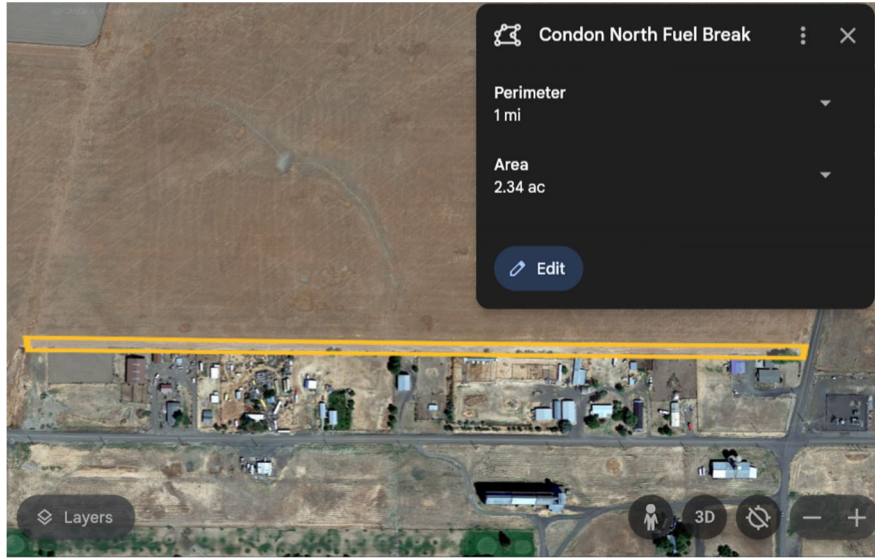 Condon North Fuel Break
Perimeter
1 mi
Area
2.34 ac
Edit
Layers
3D